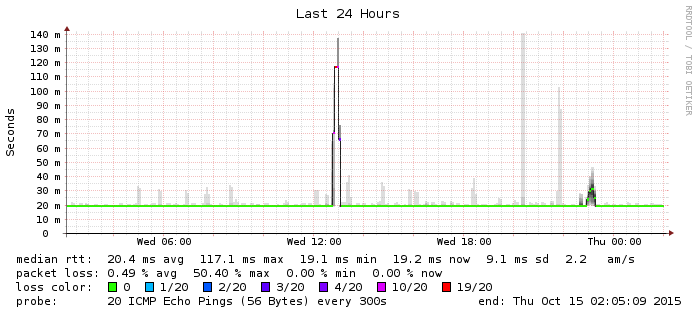 Last 24 Hours
RRDTOOL / TOBI OETIKER
Seconds
140 m
130 m
120 m
110 m
100 m
90 m
80 m
70 m
60 m
50 m
40 m
30 m
20 m
10 m
0
Wed 06:00 Wed 12:00 Wed 18:00 Thu 00:00
median rtt: 20.4 ms avg 117.1 ms max 19.1 ms min 19.2 ms now 9.1 ms sd 2.2 am/s
packet loss: 0.49 % avg 50.40 % max 0.00 % min 0.00 % now
loss color: 0 1/20 2/20 3/20 4/20 10/20 19/20
probe: 20 ICMP Echo Pings (56 Bytes) every 300s end: Thu Oct 15 02:05:09 2015